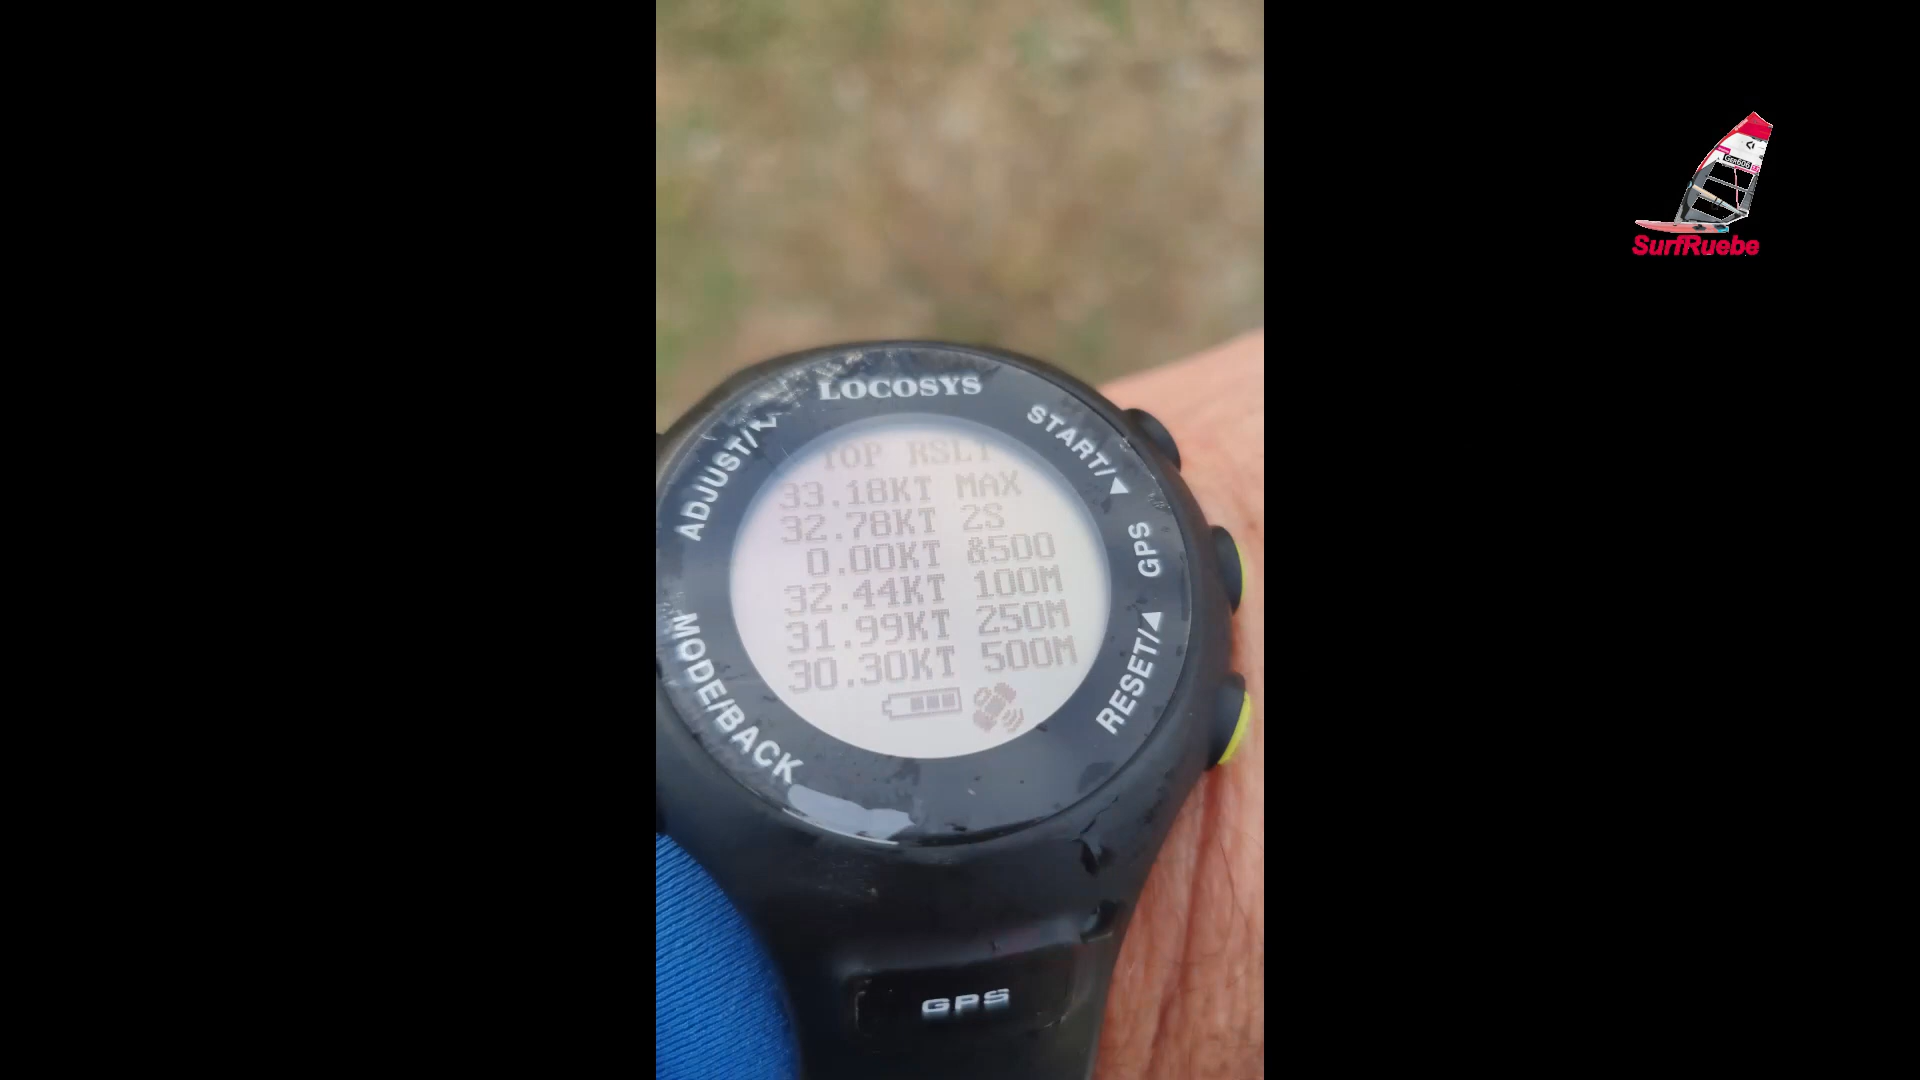 LOCOSYS
ADJUST/
START/◀
TOP RSLT
33.18KT MAX
32.78KT 2S
0.00KT &500
32.44KT 100M
31.99KT 250M
30.30KT 500M
GPS
RESET/▲
MODE/BACK
GPS
GER606
SurfRuebe